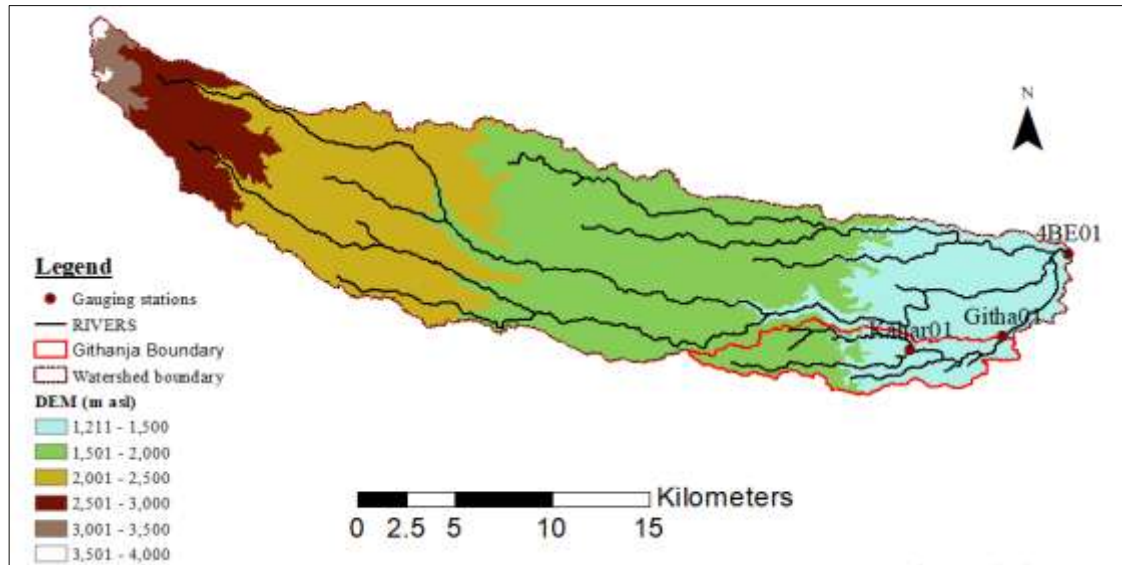 N
4BE01
Githa01
Legend
Gauging stations
RIVERS
Githanja Boundary
Watershed boundary
DEM (m asl)
1,211 - 1,500
1,501 - 2,000
2,001 - 2,500
2,501 - 3,000
3,001 - 3,500
3,501 - 4,000
Kilometers
0 2.5 5 10 15